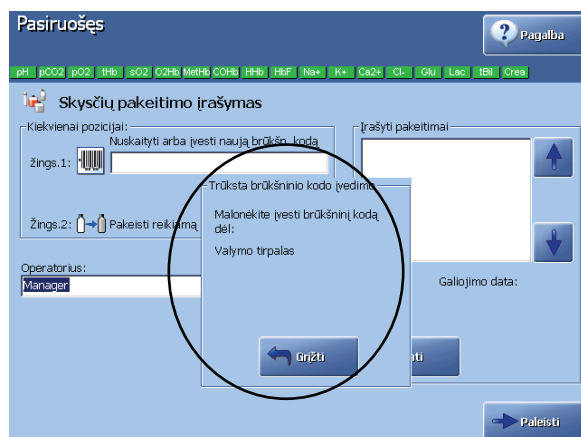 Pasiruošęs
Pagalba
pH pCO2 pO2 tHb sO2 O2Hb MetHb COHb HHb HbF Na+ K+ Ca2+ Cl- Glu Lac tBil Crea
Skysčių pakeitimo įrašymas
Kiekvienai pozicijai:
Nuskaityti arba įvesti naują brūkšn. kodą
Žings.1:
Žings.2: Pakeisti reikiamą
Operatorius:
Manager
Trūksta brūkšninio kodo įvedimo
Malonėkite įvesti brūkšninį kodą
dėl:
Valymo tirpalas
Grįžti
Įrašyti pakeitimai
Galiojimo data:
Paleisti